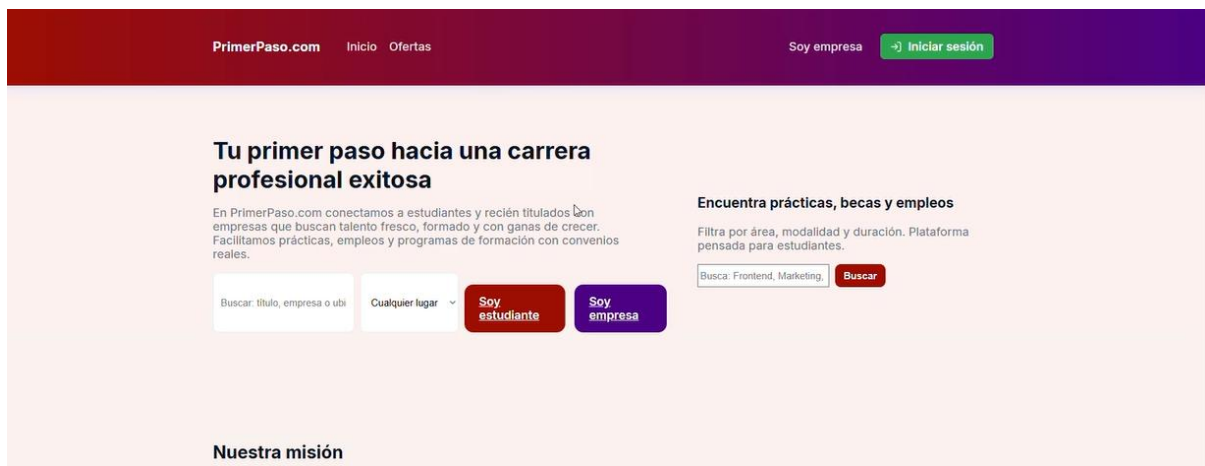 PrimerPaso.com Inicio Ofertas Soy empresa Iniciar sesión
Tu primer paso hacia una carrera
profesional exitosa
En PrimerPaso.com conectamos a estudiantes y recién titulados con
empresas que buscan talento fresco, formado y con ganas de crecer.
Facilitamos prácticas, empleos y programas de formación con convenios
reales.
Buscar: título, empresa o ubi
Cualquier lugar
Soy
estudiante
Soy
empresa
Encuentra prácticas, becas y empleos
Filtra por área, modalidad y duración. Plataforma
pensada para estudiantes.
Busca: Frontend, Marketing,
Buscar
Nuestra misión